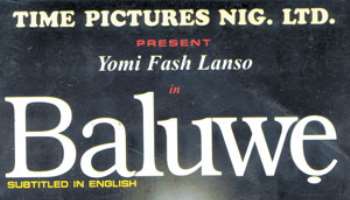 TIME PICTURES NIG. LTD.
PRESENT
Yomi Fash Lanso
in
Baluwẹ
SUBTITLED IN ENGLISH